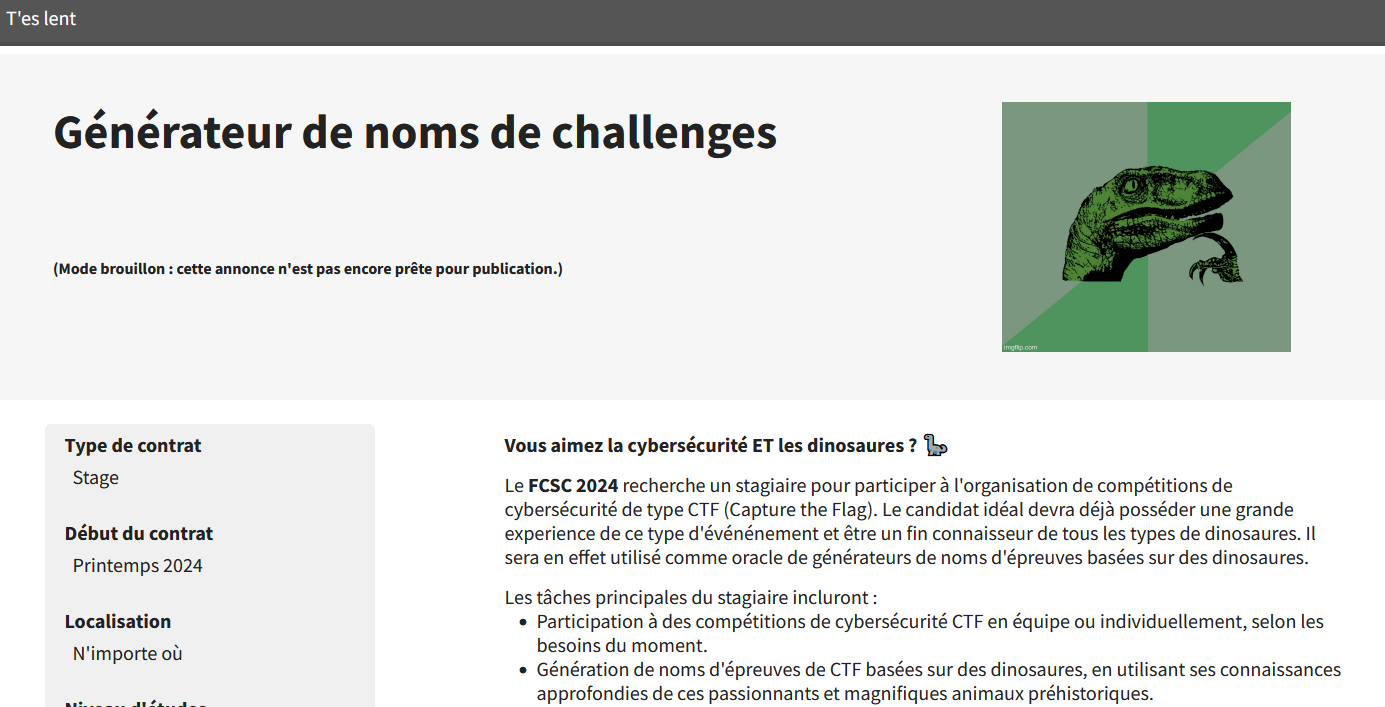 T'es lent
Générateur de noms de challenges
(Mode brouillon : cette annonce n'est pas encore prête pour publication.)
imgflip.com
Type de contrat
Stage
Début du contrat
Printemps 2024
Localisation
N'importe où
Niveau d'études
Vous aimez la cybersécurité ET les dinosaures ? 🦕
Le FCSC 2024 recherche un stagiaire pour participer à l'organisation de compétitions de
cybersécurité de type CTF (Capture the Flag). Le candidat idéal devra déjà posséder une grande
experience de ce type d'événénement et être un fin connaisseur de tous les types de dinosaures. Il
sera en effet utilisé comme oracle de générateurs de noms d'épreuves basées sur des dinosaures.
Les tâches principales du stagiaire incluront :
• Participation à des compétitions de cybersécurité CTF en équipe ou individuellement, selon les
besoins du moment.
• Génération de noms d'épreuves de CTF basées sur des dinosaures, en utilisant ses connaissances
approfondies de ces passionnants et magnifiques animaux préhistoriques.